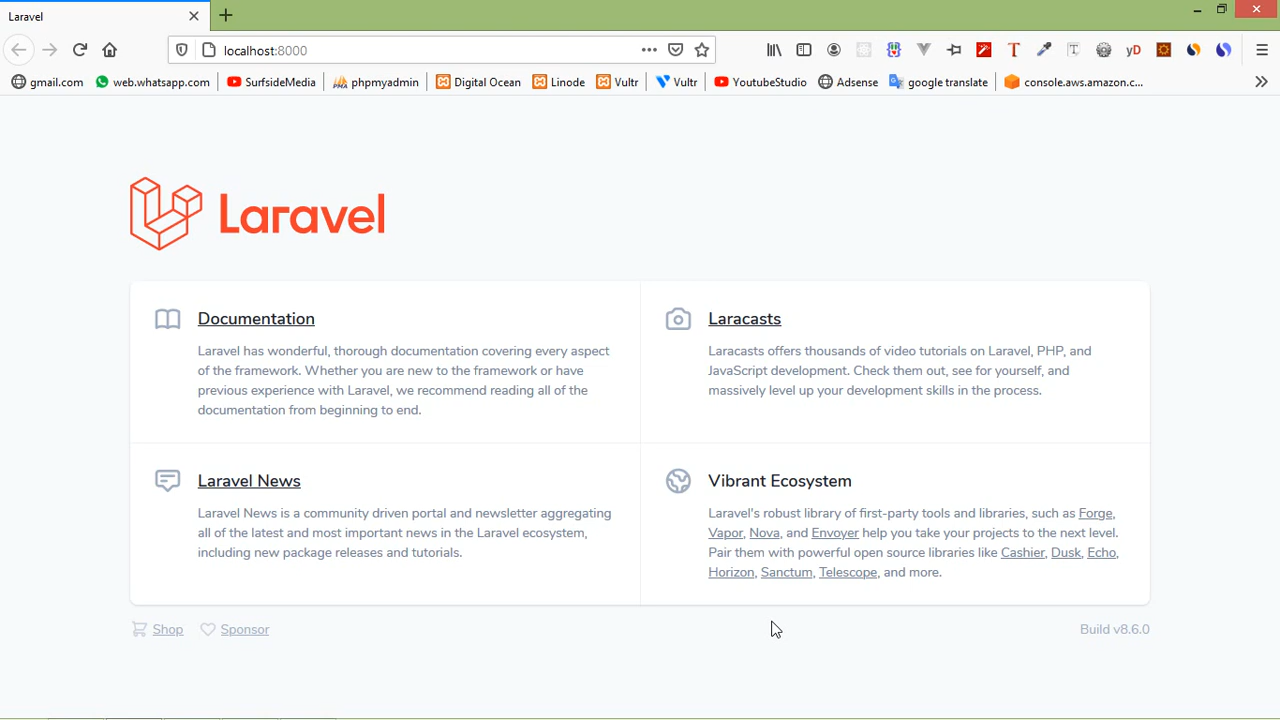 Laravel
localhost:8000
gmail.com web.whatsapp.com SurfsideMedia phpmyadmin Digital Ocean Linode Vultr Vultr YoutubeStudio Adsense google translate console.aws.amazon.c...
Laravel
Documentation
Laravel has wonderful, thorough documentation covering every aspect
of the framework. Whether you are new to the framework or have
previous experience with Laravel, we recommend reading all of the
documentation from beginning to end.
Laracasts
Laracasts offers thousands of video tutorials on Laravel, PHP, and
JavaScript development. Check them out, see for yourself, and
massively level up your development skills in the process.
Laravel News
Laravel News is a community driven portal and newsletter aggregating
all of the latest and most important news in the Laravel ecosystem,
including new package releases and tutorials.
Vibrant Ecosystem
Laravel's robust library of first-party tools and libraries, such as Forge,
Vapor, Nova, and Envoyer help you take your projects to the next level.
Pair them with powerful open source libraries like Cashier, Dusk, Echo,
Horizon, Sanctum, Telescope, and more.
Shop Sponsor
Build v8.6.0